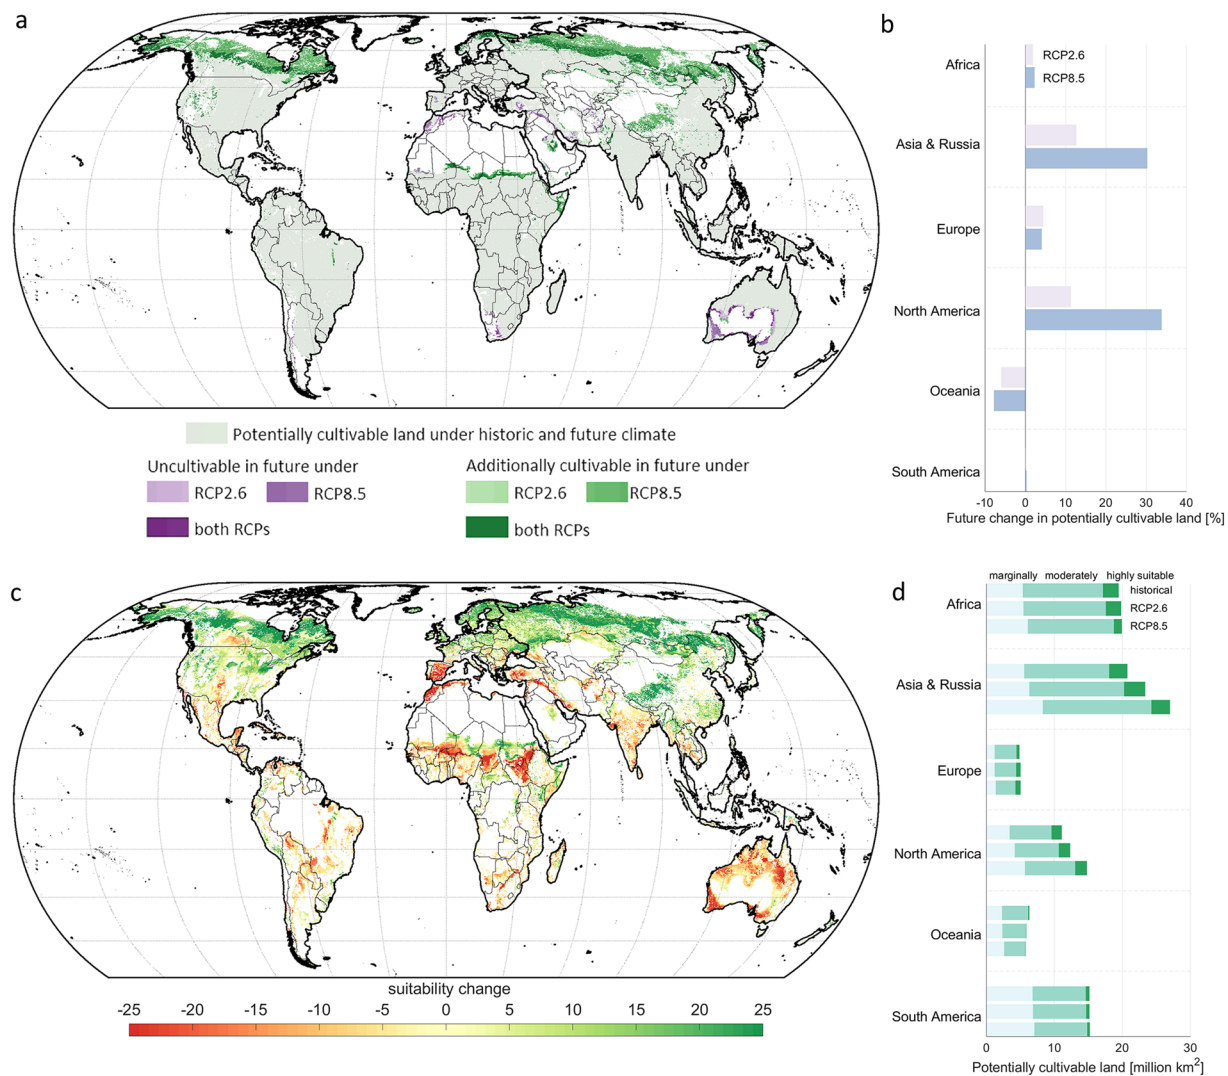 a
Potentially cultivable land under historic and future climate
Uncultivable in future under
RCP2.6
RCP8.5
both RCPs
Additionally cultivable in future under
RCP2.6
RCP8.5
both RCPs
b
Africa
RCP2.6
RCP8.5
Asia & Russia
Europe
North America
Oceania
South America
-10 0 10 20 30 40
Future change in potentially cultivable land [%]
c
suitability change
-25 -20 -15 -10 -5 0 5 10 15 20 25
d
marginally moderately highly suitable
Africa
historical
RCP2.6
RCP8.5
Asia & Russia
Europe
North America
Oceania
South America
0 10 20 30
Potentially cultivable land [million km²]